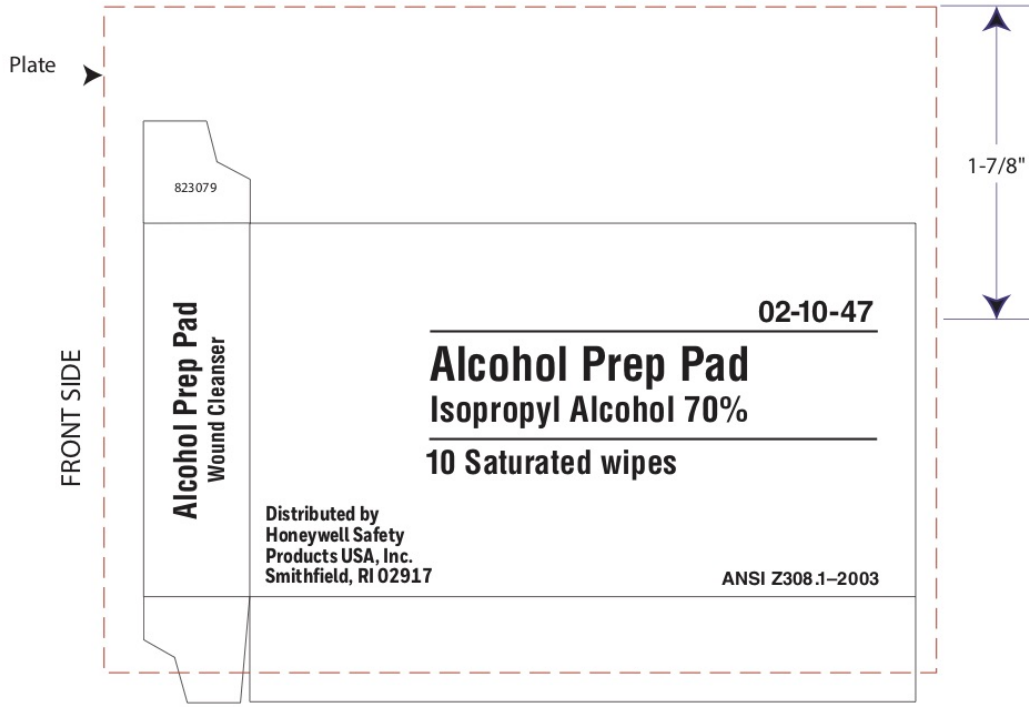 Plate
1-7/8"
823079
FRONT SIDE
Alcohol Prep Pad
Wound Cleanser
02-10-47
Alcohol Prep Pad
Isopropyl Alcohol 70%
10 Saturated wipes
Distributed by
Honeywell Safety
Products USA, Inc.
Smithfield, RI 02917
ANSI Z308.1–2003